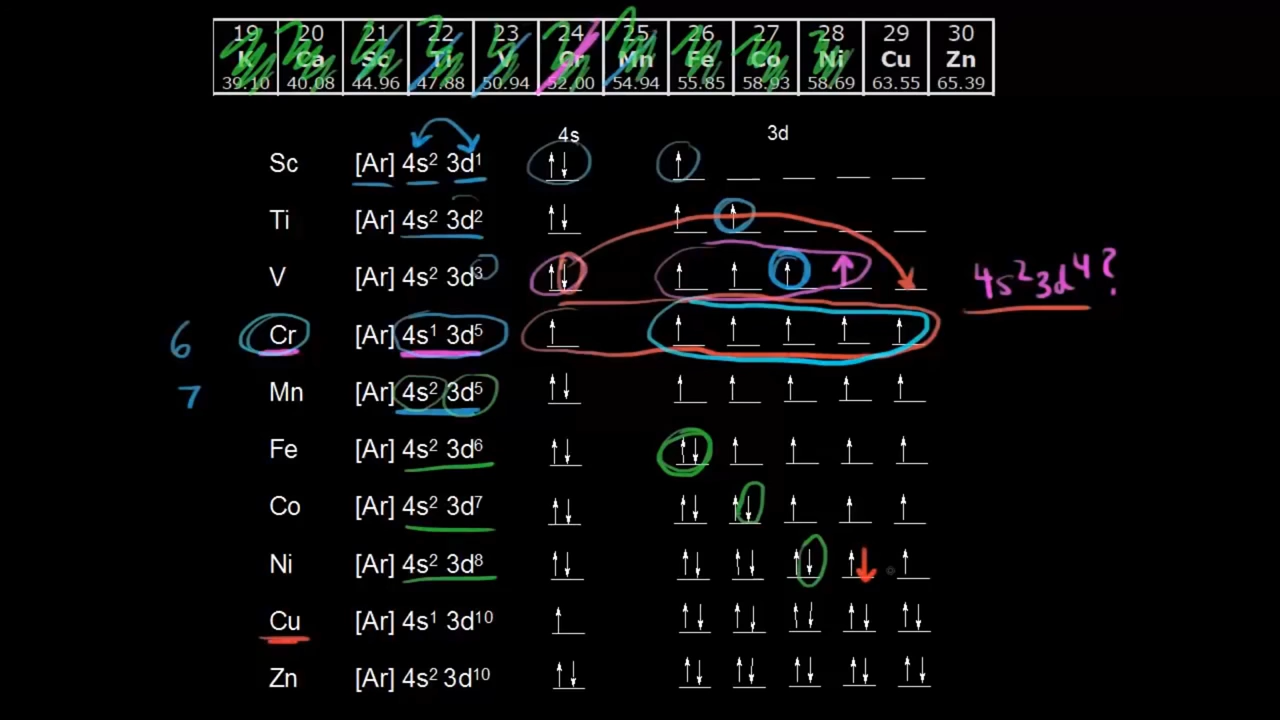 19 20 21 22 23 24 25 26 27 28 29 30
K Ca Sc Ti V Cr Mn Fe Co Ni Cu Zn
39.10 40.08 44.96 47.88 50.94 52.00 54.94 55.85 58.93 58.69 63.55 65.39
4s 3d
Sc [Ar] 4s² 3d¹
Ti [Ar] 4s² 3d²
V [Ar] 4s² 3d³ 4s²3d⁴?
6 Cr [Ar] 4s¹ 3d⁵
7 Mn [Ar] 4s² 3d⁵
Fe [Ar] 4s² 3d⁶
Co [Ar] 4s² 3d⁷
Ni [Ar] 4s² 3d⁸
Cu [Ar] 4s¹ 3d¹⁰
Zn [Ar] 4s² 3d¹⁰